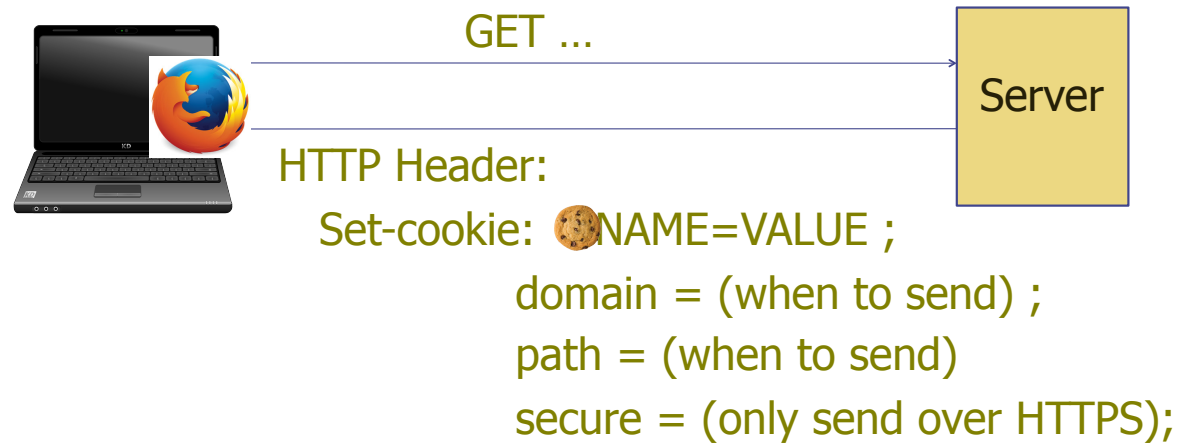 GET ...
Server
HTTP Header:
Set-cookie: NAME=VALUE ;
domain = (when to send) ;
path = (when to send)
secure = (only send over HTTPS);